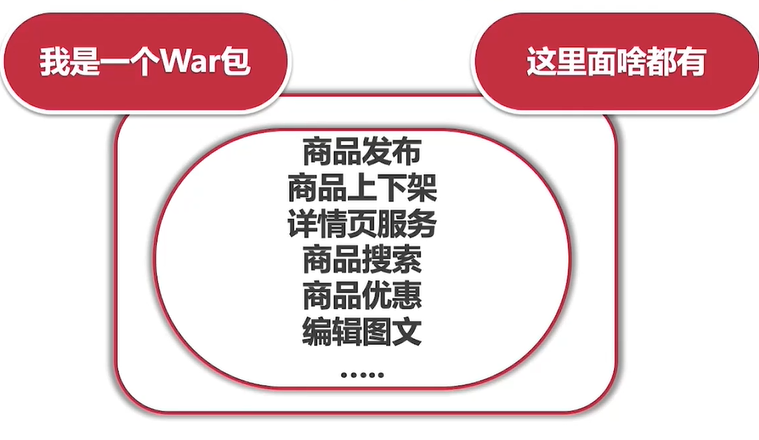 我是一个War包
这里面啥都有
商品发布
商品上下架
详情页服务
商品搜索
商品优惠
编辑图文
.....